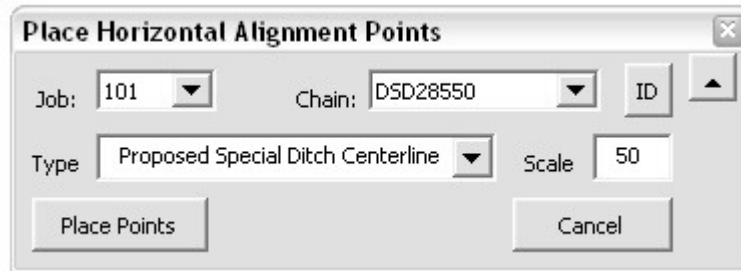 Place Horizontal Alignment Points
Job: 101 Chain: DSD28550 ID
Type Proposed Special Ditch Centerline Scale 50
Place Points Cancel